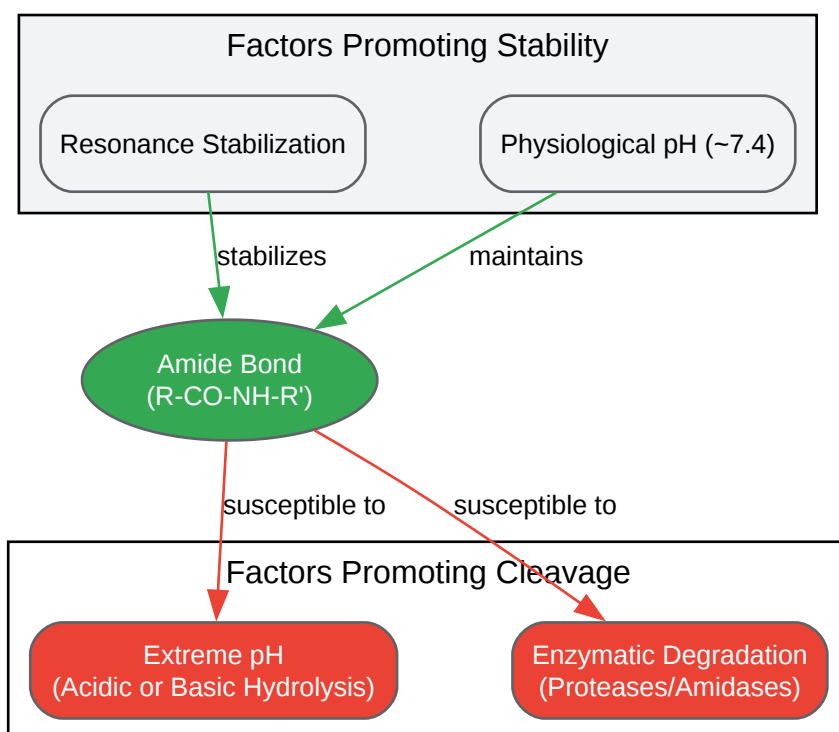 Factors Promoting Stability
Resonance Stabilization
Physiological pH (~7.4)
stabilizes
maintains
Amide Bond
(R-CO-NH-R')
susceptible to
susceptible to
Factors Promoting Cleavage
Extreme pH
(Acidic or Basic Hydrolysis)
Enzymatic Degradation
(Proteases/Amidases)